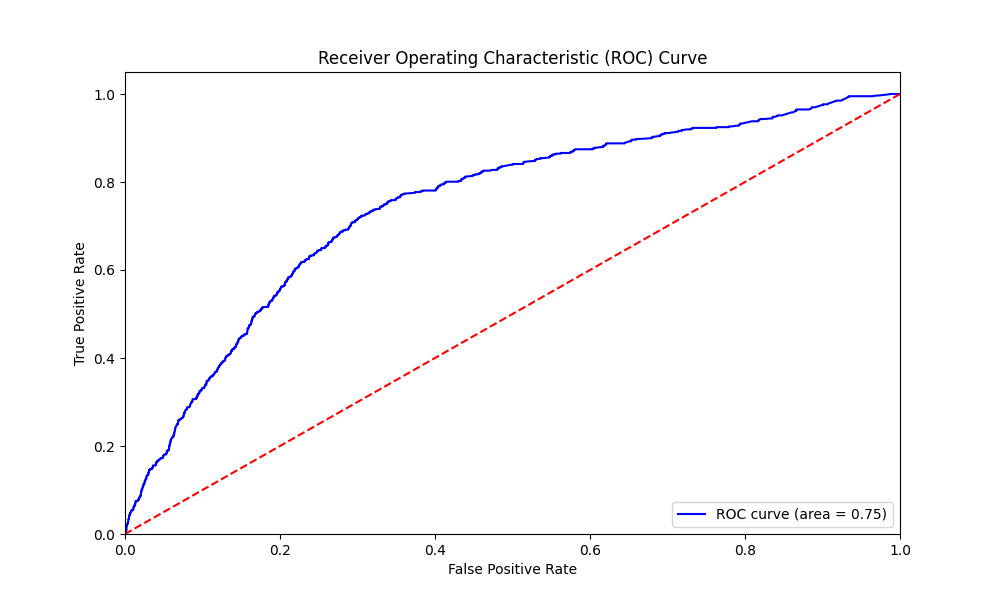 Receiver Operating Characteristic (ROC) Curve
1.0
0.8
0.6
0.4
0.2
0.0
True Positive Rate
ROC curve (area = 0.75)
0.0 0.2 0.4 0.6 0.8 1.0
False Positive Rate